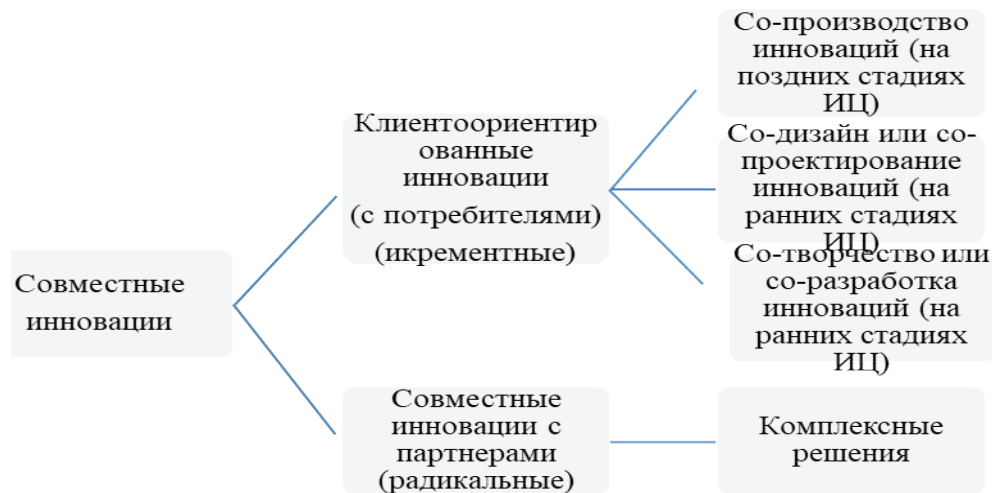 Совместные
инновации
Клиентоориентир
ованные
инновации
(с потребителями)
(икрементные)
Совместные
инновации с
партнерами
(радикальные)
Со-производство
инноваций (на
поздних стадиях
ИЦ)
Со-дизайн или со-
проектирование
инноваций (на
ранних стадиях
ИЦ)
Со-творчество или
со-разработка
инноваций (на
ранних стадиях
ИЦ)
Комплексные
решения